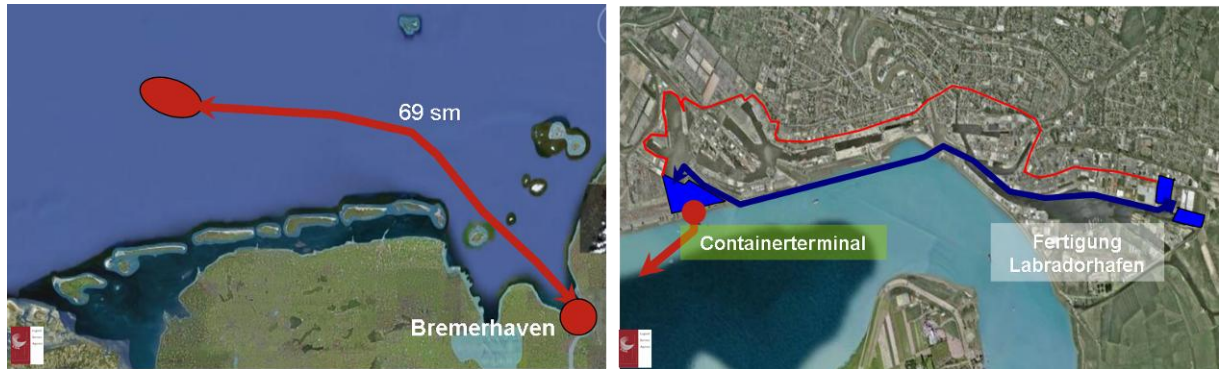 69 sm
Bremerhaven
Containerterminal
Fertigung
Labradorhafen